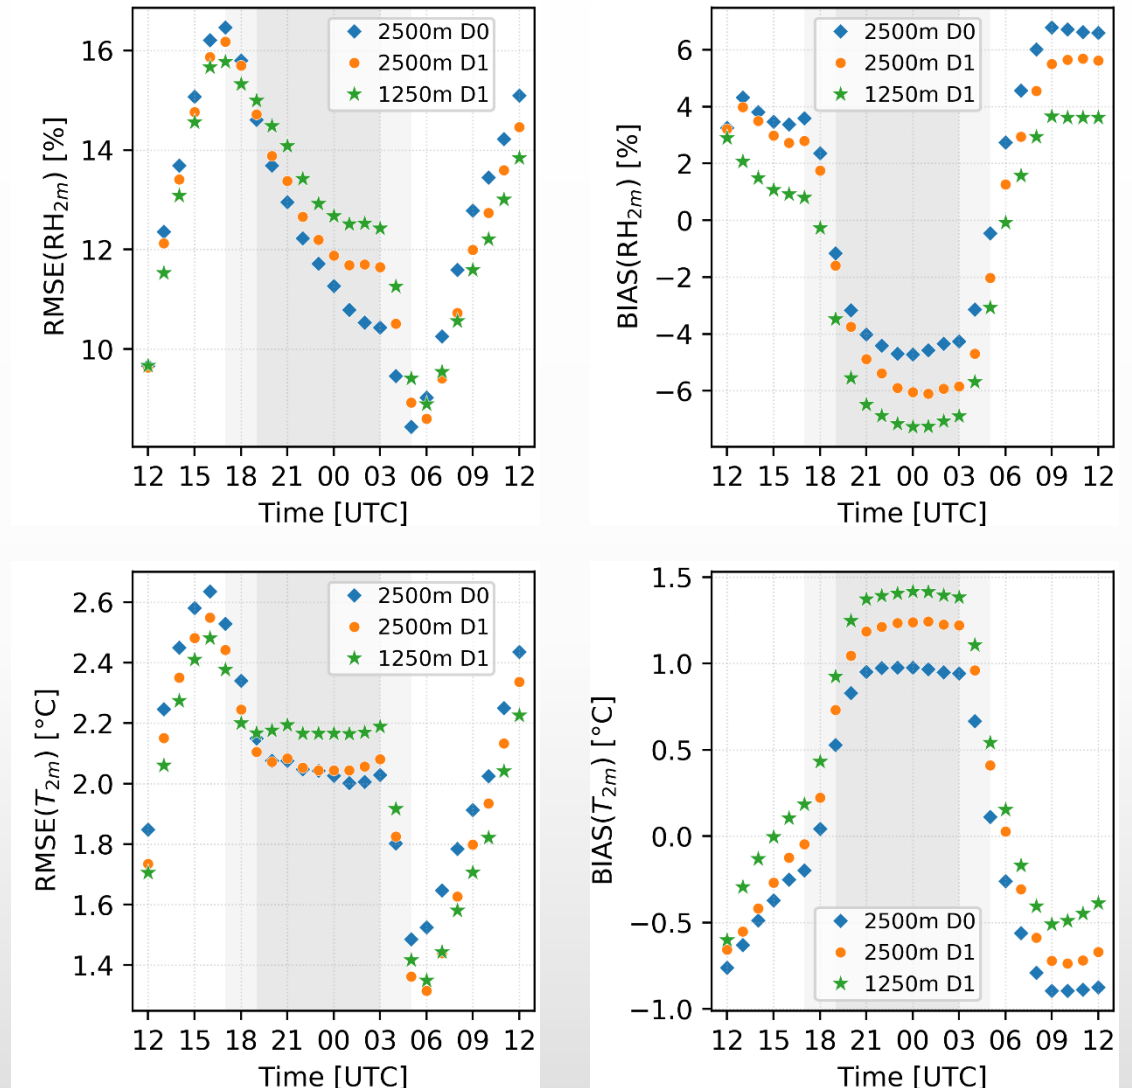 16
14
12
10
RMSE(RH2m) [%]
2500m D0
2500m D1
1250m D1
12 15 18 21 00 03 06 09 12
Time [UTC]
6
4
2
0
−2
−4
−6
BIAS(RH2m) [%]
2500m D0
2500m D1
1250m D1
12 15 18 21 00 03 06 09 12
Time [UTC]
2.6
2.4
2.2
2.0
1.8
1.6
1.4
RMSE(T2m) [°C]
2500m D0
2500m D1
1250m D1
12 15 18 21 00 03 06 09 12
Time [UTC]
1.5
1.0
0.5
0.0
−0.5
−1.0
BIAS(T2m) [°C]
2500m D0
2500m D1
1250m D1
12 15 18 21 00 03 06 09 12
Time [UTC]